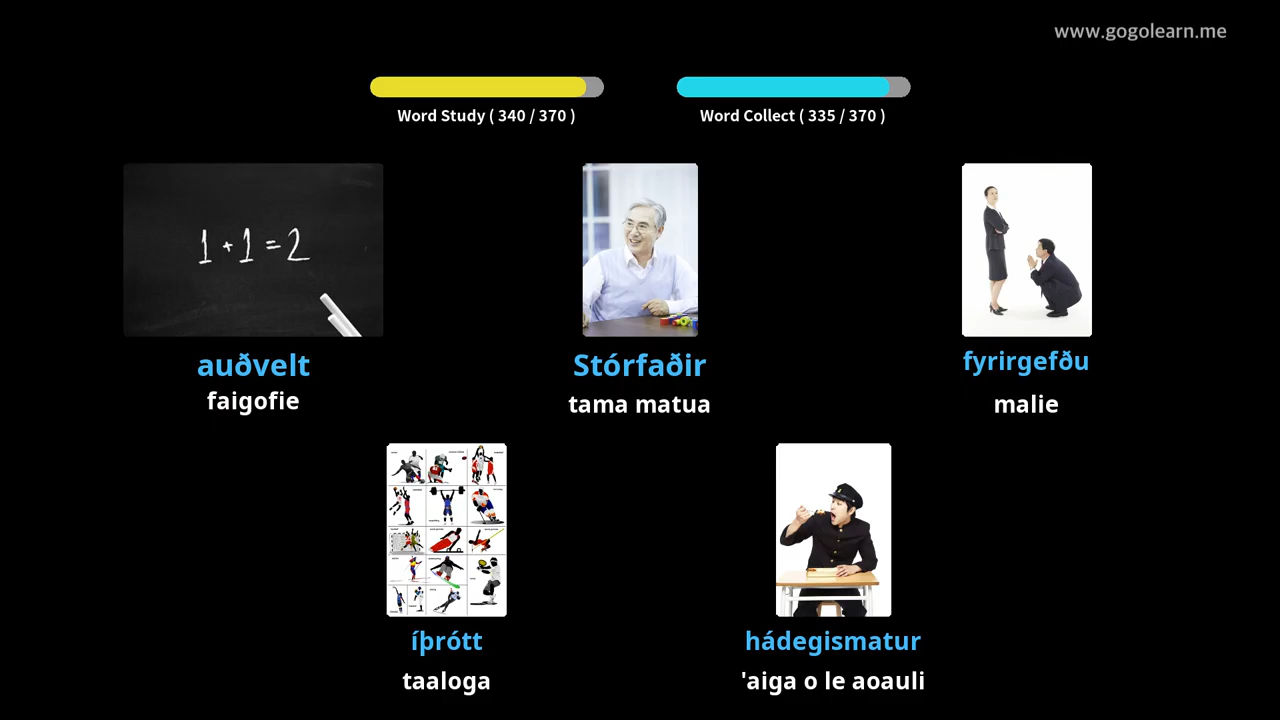 www.gogolearn.me
Word Study ( 340 / 370 )
Word Collect ( 335 / 370 )
1 + 1 = 2
auðvelt
faigofie
Stórfaðir
tama matua
fyrirgefðu
malie
íþrótt
taaloga
hádegismatur
'aiga o le aoauli